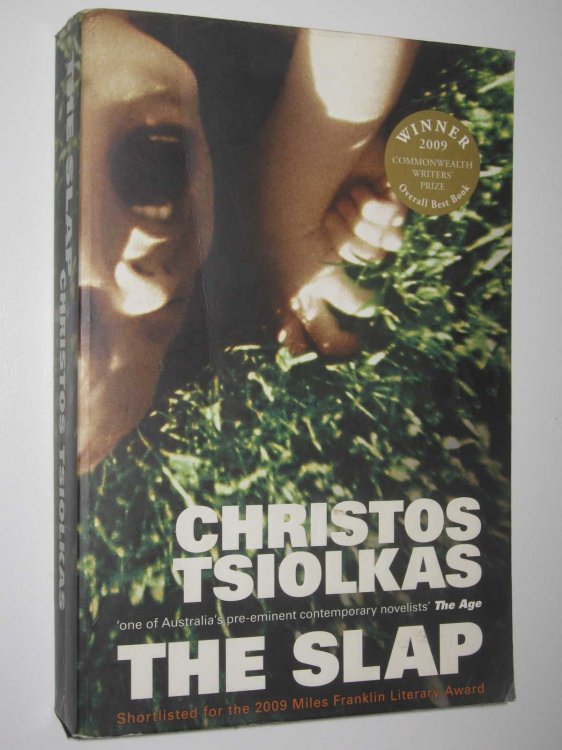 THE SLAP CHRISTOS TSIOLKAS
WINNER
2009
COMMONWEALTH
WRITERS'
PRIZE
Overall Best Book
CHRISTOS
TSIOLKAS
'one of Australia's pre-eminent contemporary novelists' The Age
THE SLAP
Shortlisted for the 2009 Miles Franklin Literary Award